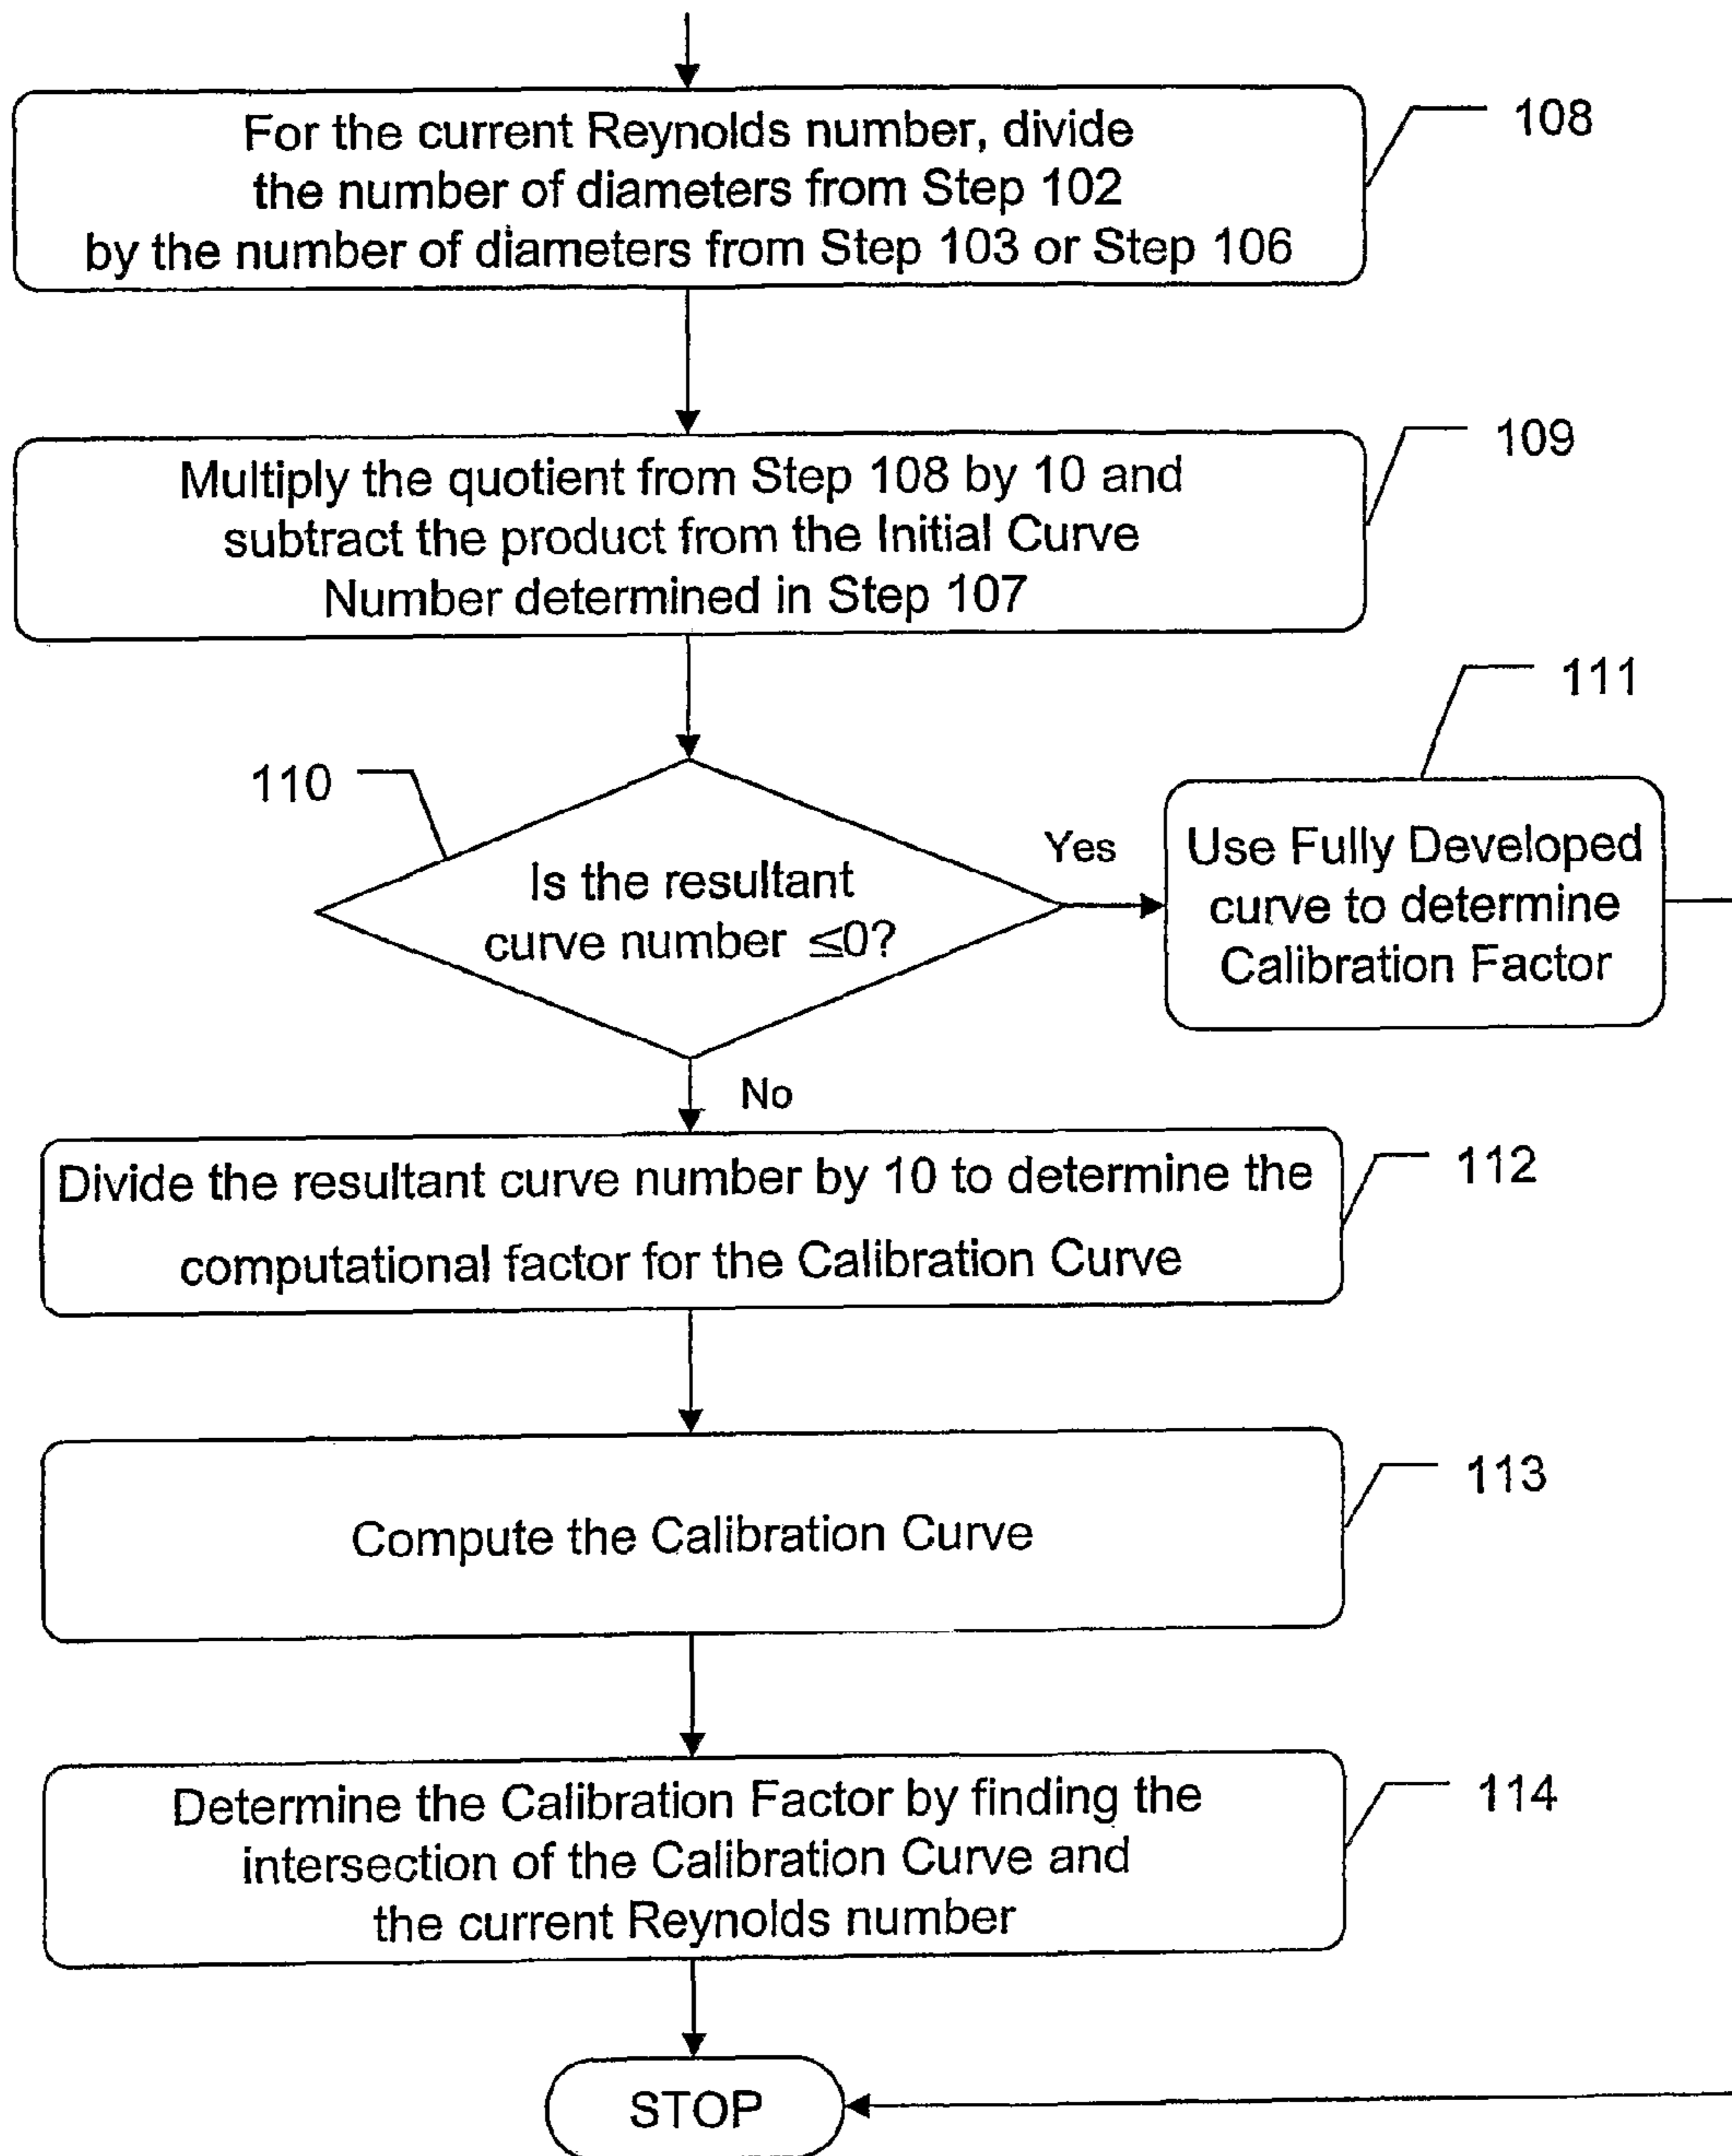 For the current Reynolds number, divide
the number of diameters from Step 102
by the number of diameters from Step 103 or Step 106
108
Multiply the quotient from Step 108 by 10 and
subtract the product from the Initial Curve
Number determined in Step 107
109
110
Is the resultant
curve number ≤0?
Yes
111
Use Fully Developed
curve to determine
Calibration Factor
No
Divide the resultant curve number by 10 to determine the
computational factor for the Calibration Curve
112
Compute the Calibration Curve
113
Determine the Calibration Factor by finding the
intersection of the Calibration Curve and
the current Reynolds number
114
STOP